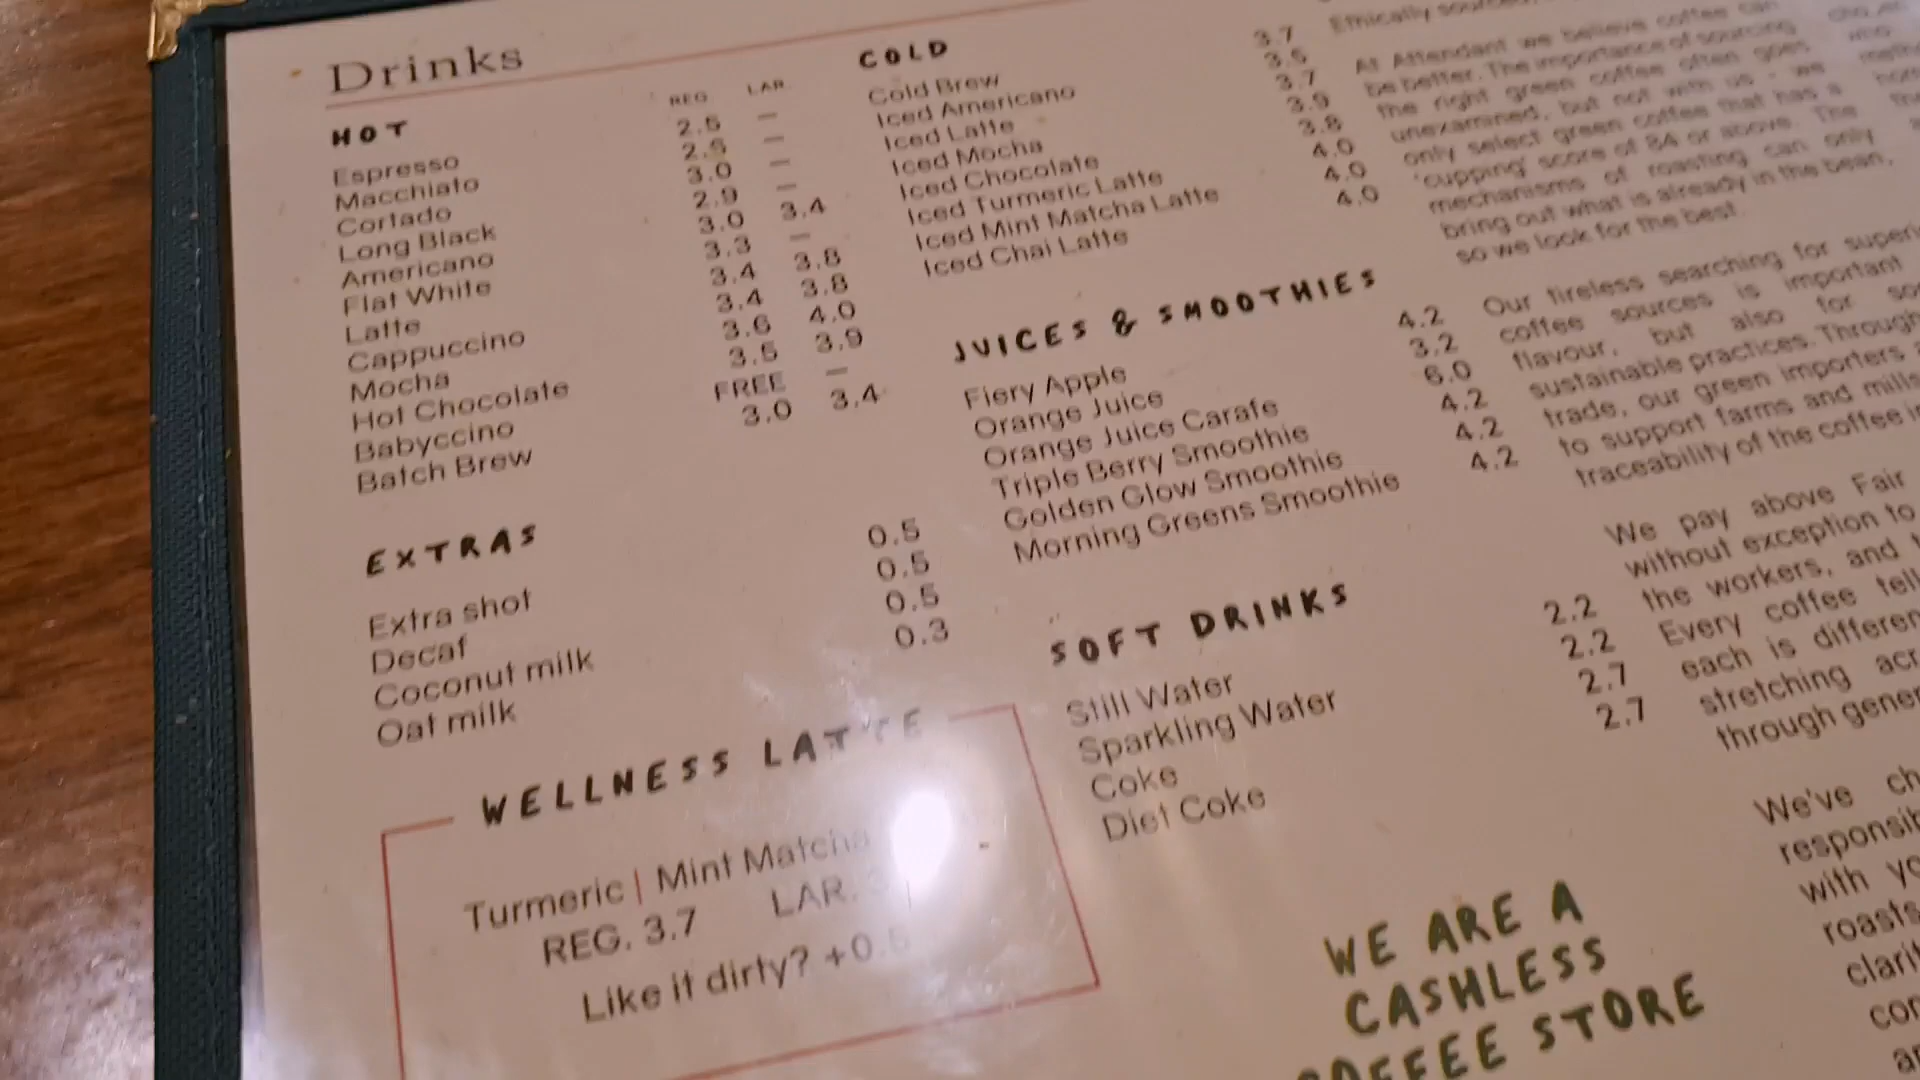 Drinks
HOT
REG. LAR.
Espresso 2.5 —
Macchiato 2.5 —
Cortado 3.0 —
Long Black 2.9 —
Americano 3.0 3.4
Flat White 3.3 —
Latte 3.4 3.8
Cappuccino 3.4 3.8
Mocha 3.6 4.0
Hot Chocolate 3.5 3.9
Babyccino FREE —
Batch Brew 3.0 3.4
EXTRAS
Extra shot 0.5
Decaf 0.5
Coconut milk 0.5
Oat milk 0.3
WELLNESS LATTE
Turmeric | Mint Matcha
REG. 3.7 LAR.
Like it dirty? +0.5
COLD
Cold Brew 3.7
Iced Americano 3.5
Iced Latte 3.7
Iced Mocha 3.9
Iced Chocolate 3.8
Iced Turmeric Latte 4.0
Iced Mint Matcha Latte 4.0
Iced Chai Latte 4.0
JUICES & SMOOTHIES
Fiery Apple 4.2
Orange Juice 3.2
Orange Juice Carafe 6.0
Triple Berry Smoothie 4.2
Golden Glow Smoothie 4.2
Morning Greens Smoothie 4.2
SOFT DRINKS
Still Water 2.2
Sparkling Water 2.2
Coke 2.7
Diet Coke 2.7
WE ARE A
CASHLESS
COFFEE STORE
Ethically sourced,
At Attendant we believe coffee can
be better. The importance of sourcing
the right green coffee often goes
unexamined, but not with us - we
only select green coffee that has a
'cupping' score of 84 or above. The
mechanisms of roasting can only
bring out what is already in the bean,
so we look for the best.
Our tireless searching for
coffee sources is important
flavour, but also for
sustainable practices. Through
trade, our green importers
to support farms and mills
traceability of the coffee
We pay above Fair
without exception to
the workers, and
Every coffee
each is
stretching
through
We've
with